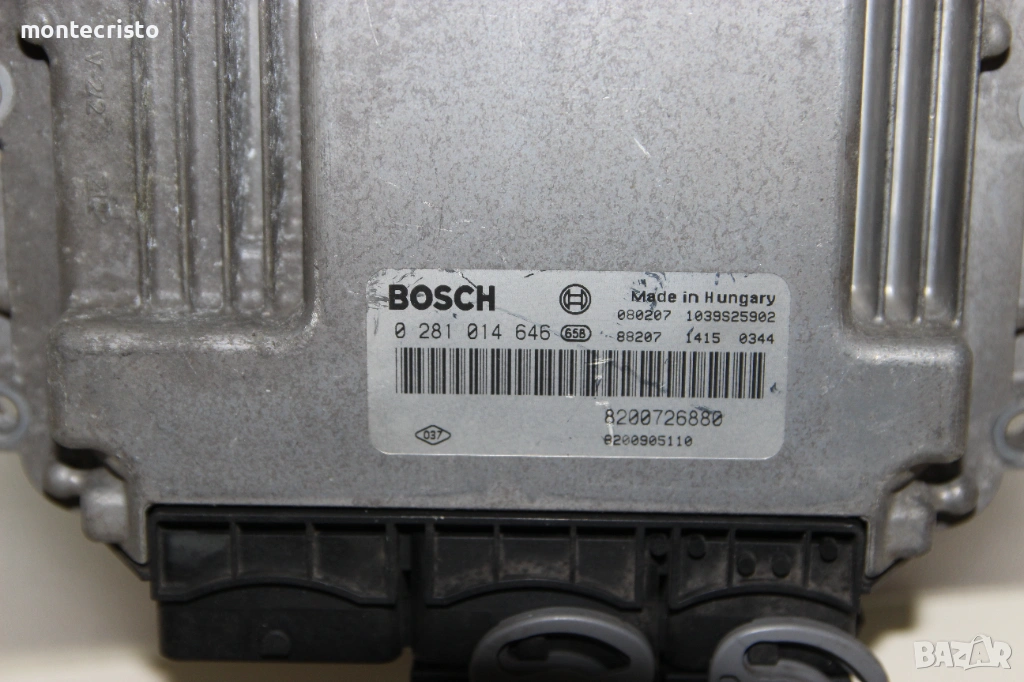 montecristo
BOSCH
Made in Hungary
080207 1039S25902
0 281 014 646 658
88207 1415 0344
8200726880
037
8200905110
BAZAR